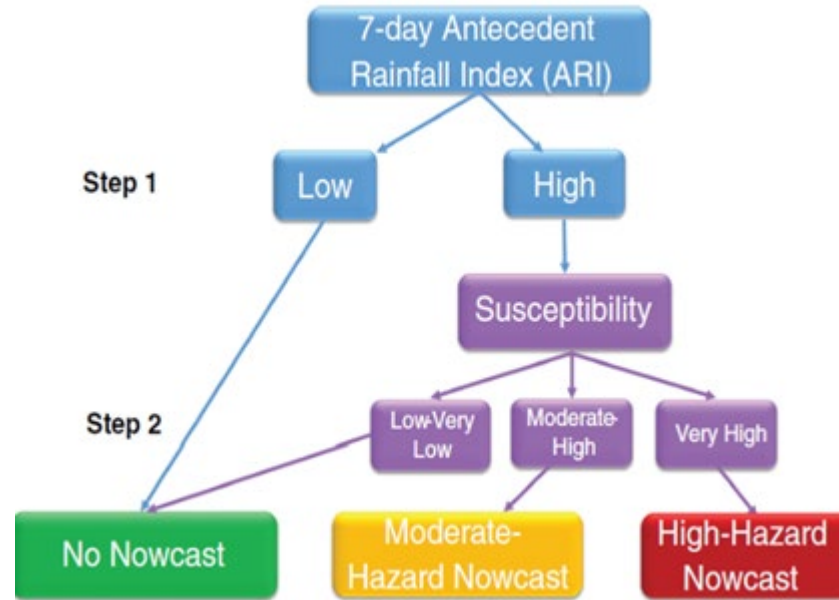 7-day Antecedent
Rainfall Index (ARI)
Step 1
Low
High
Susceptibility
Step 2
Low-Very
Low
Moderate-
High
Very High
No Nowcast
Moderate-
Hazard Nowcast
High-Hazard
Nowcast